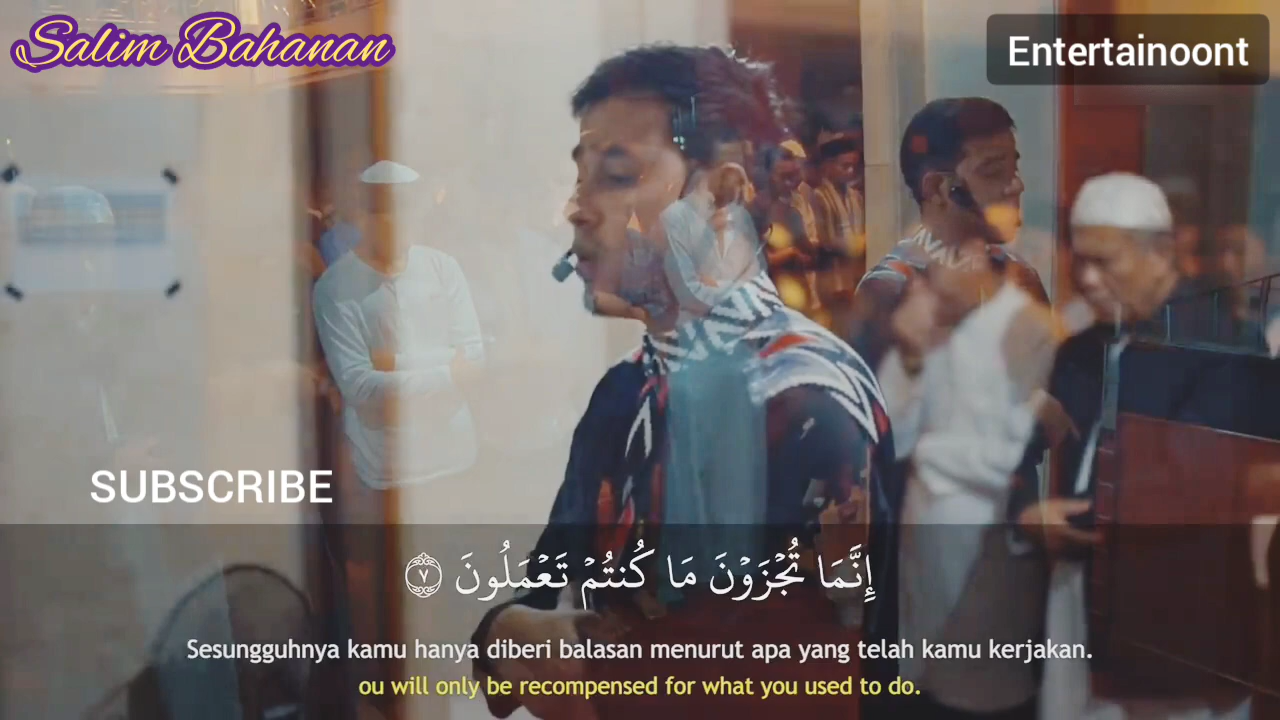 Salim Bahanan
Entertainoont
SUBSCRIBE
إِنَّمَا تُجْزَوْنَ مَا كُنتُمْ تَعْمَلُونَ ٧
Sesungguhnya kamu hanya diberi balasan menurut apa yang telah kamu kerjakan.
ou will only be recompensed for what you used to do.